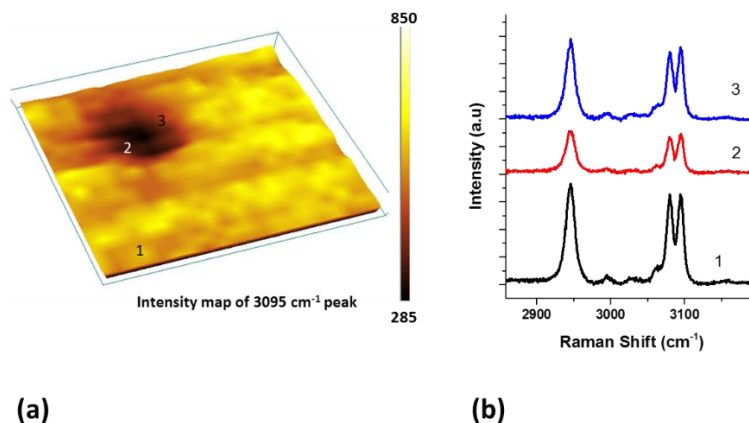 850
3
2
1
Intensity map of 3095 cm⁻¹ peak
285
Intensity (a.u)
3
2
1
2900 3000 3100
Raman Shift (cm⁻¹)
(a)
(b)